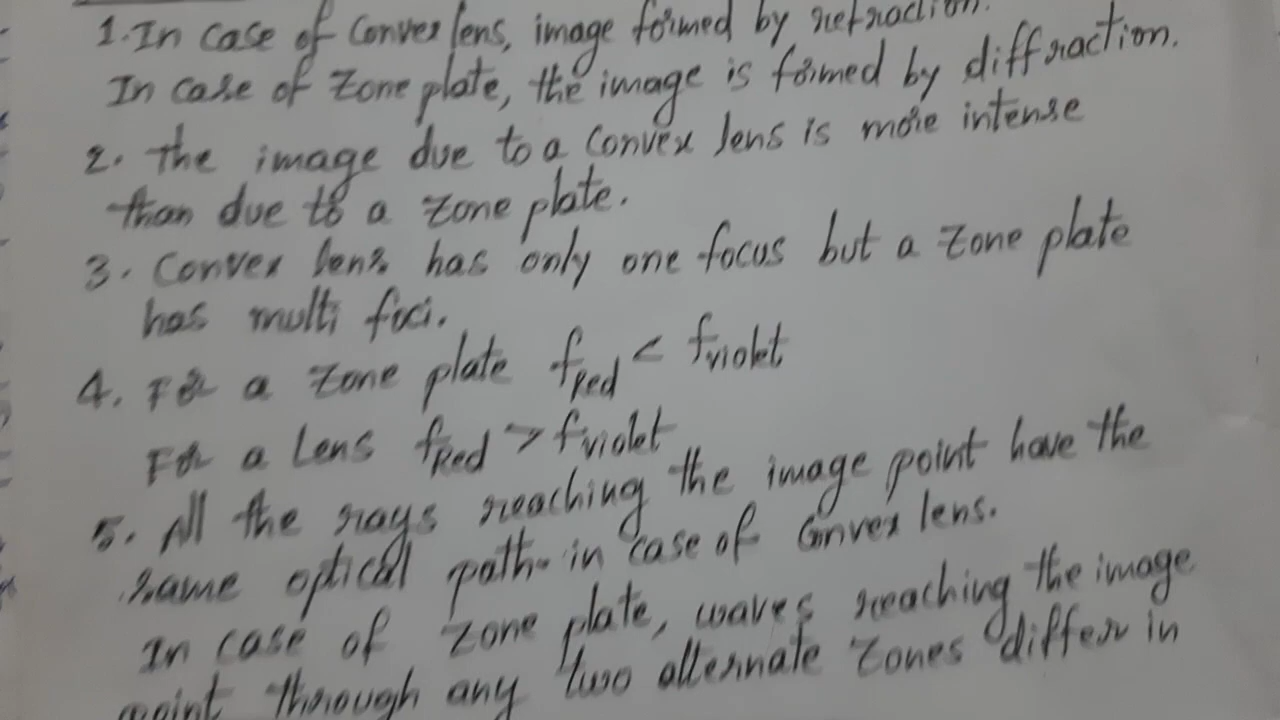 1. In case of Convex lens, image formed by refraction.
In case of zone plate, the image is formed by diffraction.
2. The image due to a convex lens is more intense
than due to a zone plate.
3. Convex lens has only one focus but a zone plate
has multi foci.
4. For a zone plate fRed < fviolet
For a Lens fRed > fviolet
5. All the rays reaching the image point have the
same optical path in case of Convex lens.
In case of zone plate, waves reaching the image
point through any two alternate zones differ in